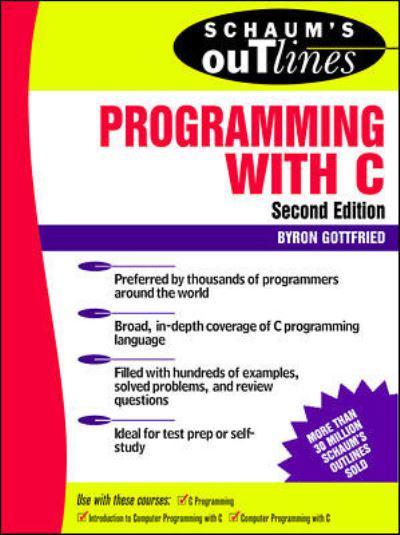 SCHAUM'S
ouTlines
PROGRAMMING
WITH C
Second Edition
BYRON GOTTFRIED
Preferred by thousands of programmers
around the world
Broad, in-depth coverage of C programming
language
Filled with hundreds of examples,
solved problems, and review
questions
Ideal for test prep or self-
study
MORE THAN
30 MILLION
SCHAUM'S
OUTLINES
SOLD
Use with these courses: ☑ C Programming
☑ Introduction to Computer Programming with C ☑ Computer Programming with C